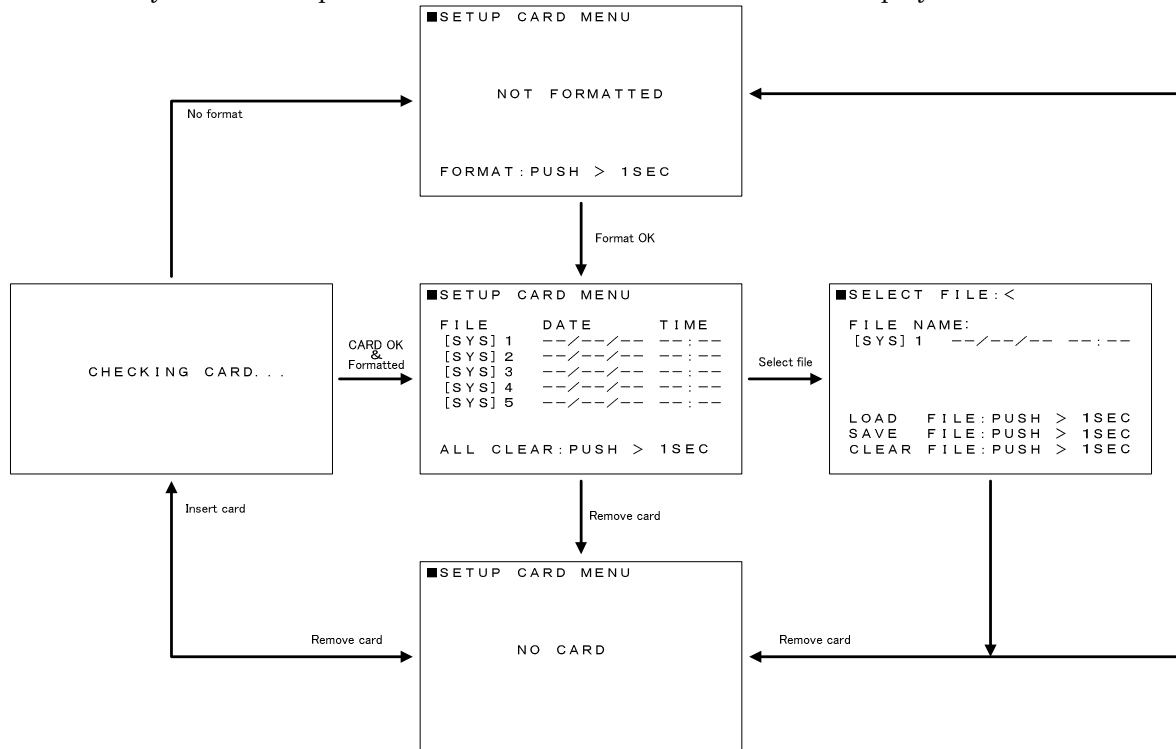 ■SETUP CARD MENU
NOT FORMATTED
FORMAT:PUSH > 1SEC
No format
Format OK
CHECKING CARD...
CARD OK
&
Formatted
■SETUP CARD MENU
FILE DATE TIME
[SYS] 1 --/--/-- --:--
[SYS] 2 --/--/-- --:--
[SYS] 3 --/--/-- --:--
[SYS] 4 --/--/-- --:--
[SYS] 5 --/--/-- --:--
ALL CLEAR:PUSH > 1SEC
Select file
■SELECT FILE:<
FILE NAME:
[SYS] 1 --/--/-- --:--
LOAD FILE:PUSH > 1SEC
SAVE FILE:PUSH > 1SEC
CLEAR FILE:PUSH > 1SEC
Insert card
Remove card
■SETUP CARD MENU
NO CARD
Remove card
Remove card